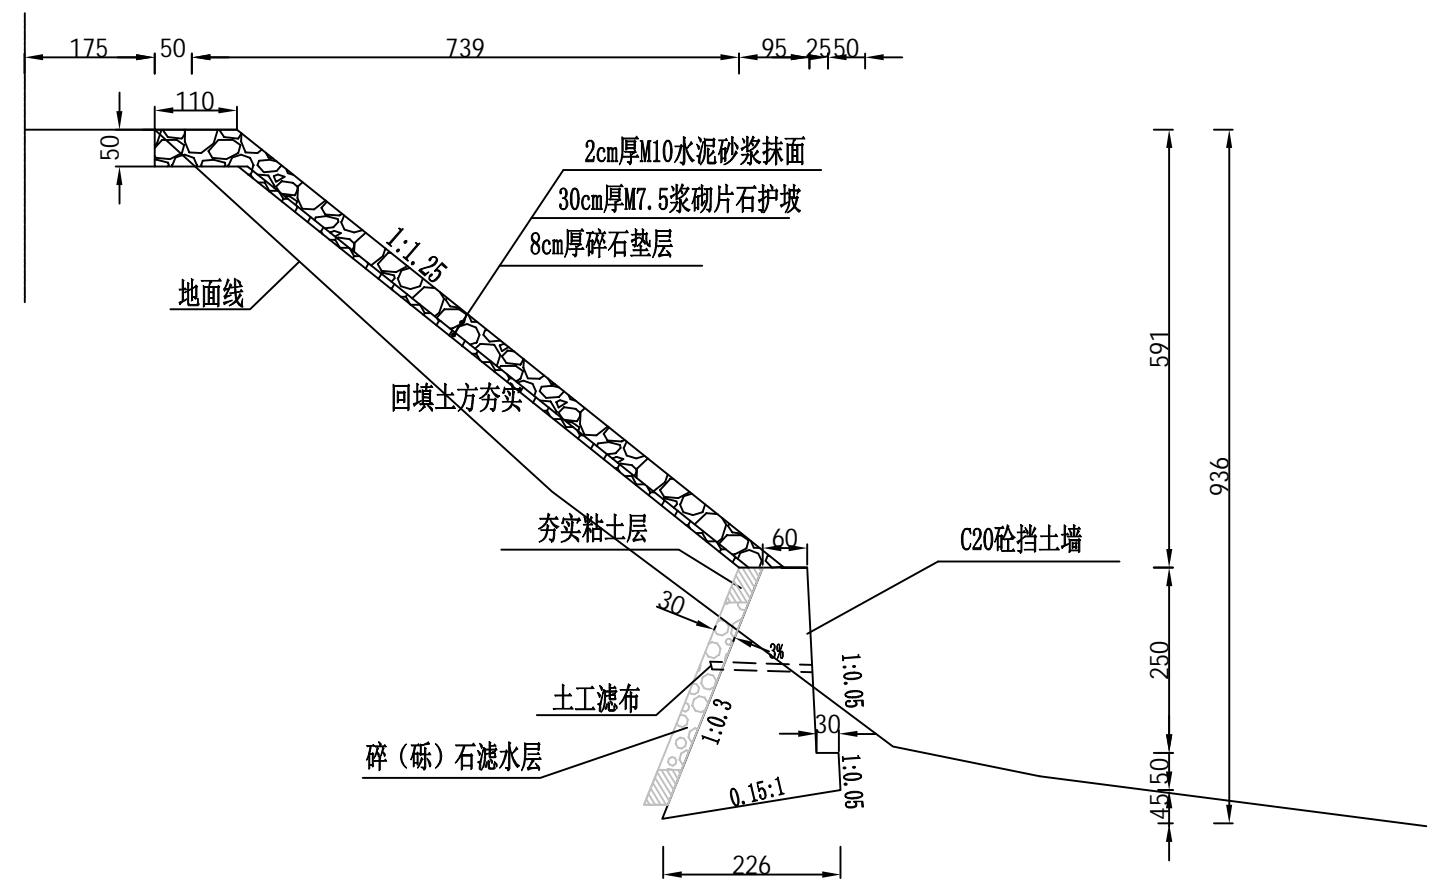 175
50
739
95
25
50
110
50
2cm厚M10水泥砂浆抹面
30cm厚M7.5浆砌片石护坡
8cm厚碎石垫层
1:1.25
地面线
591
回填土方夯实
936
夯实粘土层
60
C20砼挡土墙
30
3%
250
1:0.05
土工滤布
1:0.3
30
碎（砾）石滤水层
1:0.05
50
0.15:1
45
226